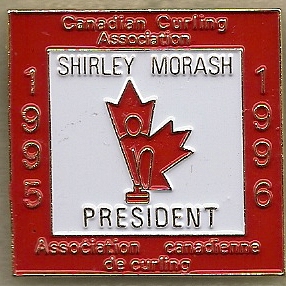 Canadian Curling
Association
SHIRLEY MORASH
1995
1996
PRESIDENT
Association canadienne
de curling